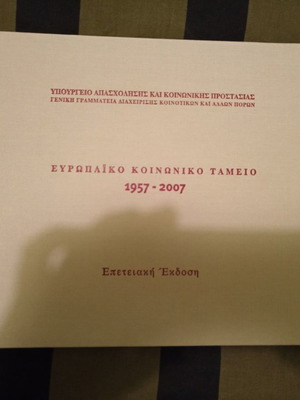 ΥΠΟΥΡΓΕΙΟ ΑΠΑΣΧΟΛΗΣΗΣ ΚΑΙ ΚΟΙΝΩΝΙΚΗΣ ΠΡΟΣΤΑΣΙΑΣ
ΓΕΝΙΚΗ ΓΡΑΜΜΑΤΕΙΑ ΔΙΑΧΕΙΡΙΣΗΣ ΚΟΙΝΟΤΙΚΩΝ ΚΑΙ ΑΛΛΩΝ ΠΟΡΩΝ
ΕΥΡΩΠΑΪΚΟ ΚΟΙΝΩΝΙΚΟ ΤΑΜΕΙΟ
1957 - 2007
Επετειακή Έκδοση